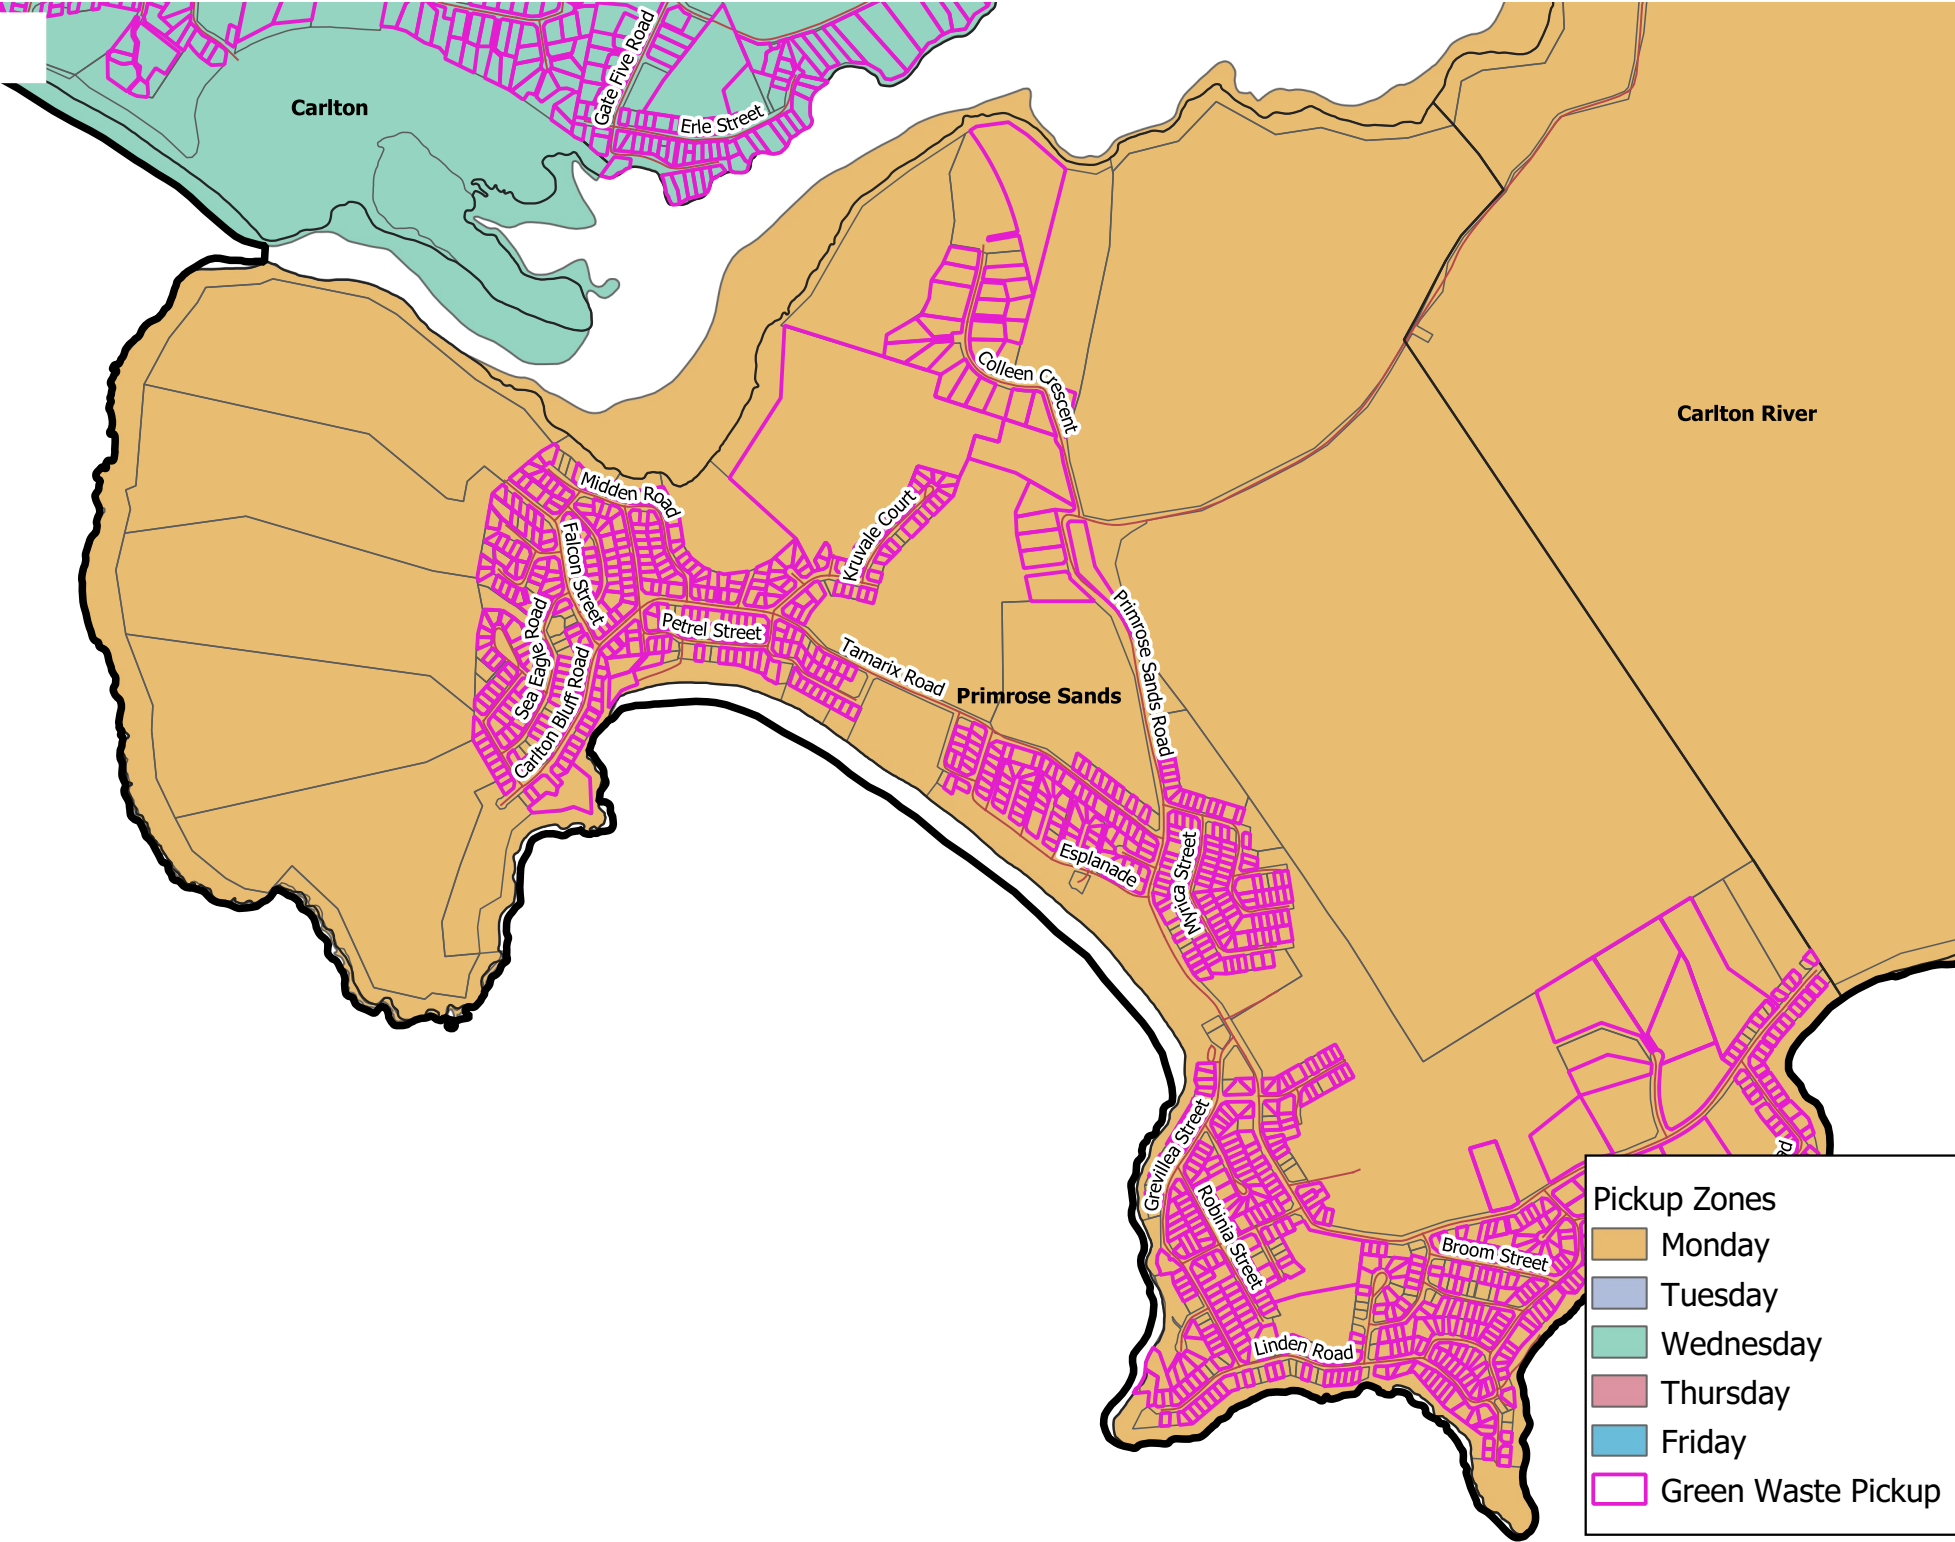 Gate Five Road
Erle Street
Carlton
Colleen Crescent
Carlton River
Midden Road
Kruvale Court
Falcon Street
Petrel Street
Sea Eagle Road
Carlton Bluff Road
Tamarix Road
Primrose Sands
Primrose Sands Road
Esplanade
Myrica Street
Grevillea Street
Robinia Street
Broom Street
Linden Road
Pickup Zones
Monday
Tuesday
Wednesday
Thursday
Friday
Green Waste Pickup